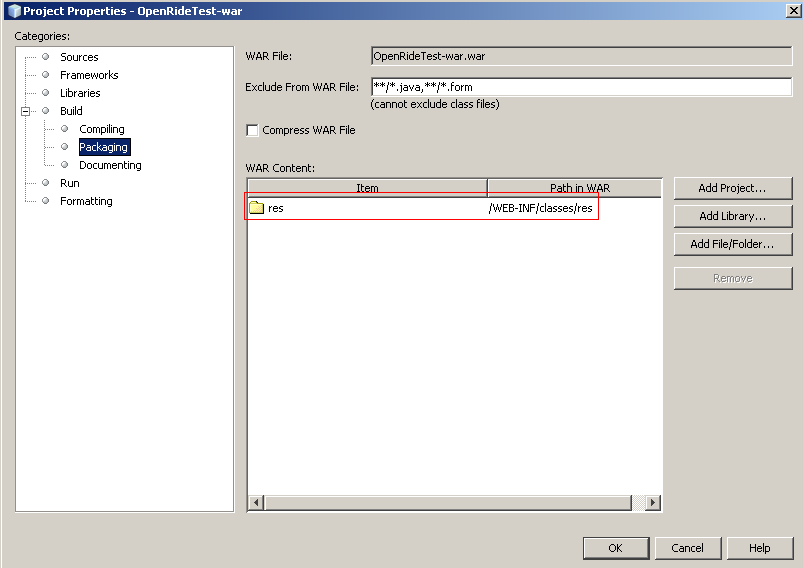 Project Properties - OpenRideTest-war
Categories:
Sources
Frameworks
Libraries
Build
Compiling
Packaging
Documenting
Run
Formatting
WAR File: OpenRideTest-war.war
Exclude From WAR File: **/*.java,**/*.form
(cannot exclude class files)
Compress WAR File
WAR Content:
Item Path in WAR
res /WEB-INF/classes/res
Add Project...
Add Library...
Add File/Folder...
Remove
OK Cancel Help